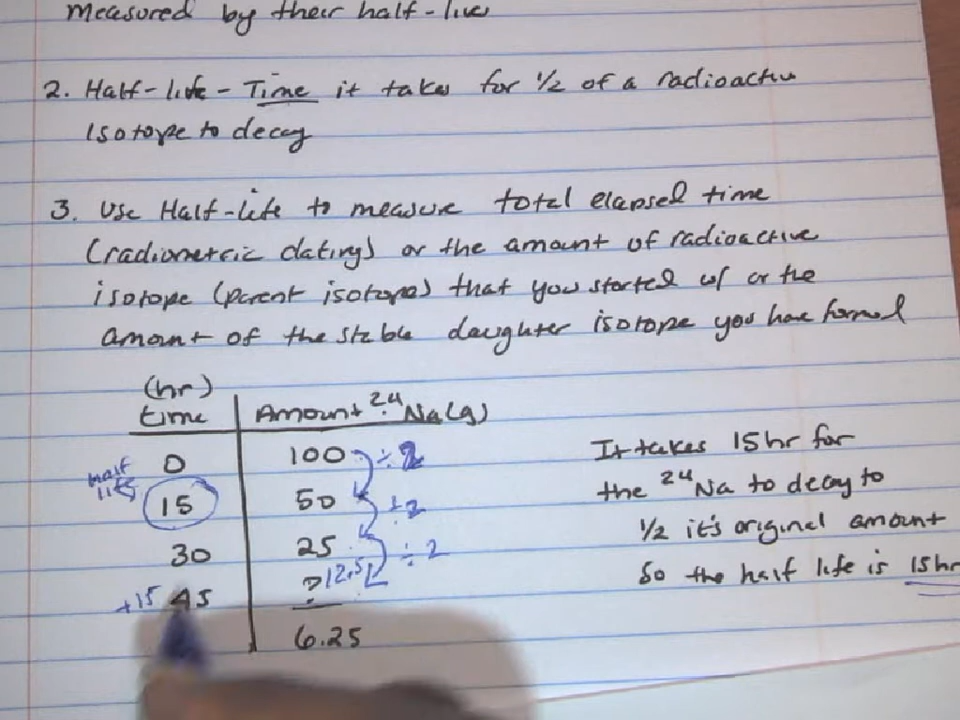 measured by their half-live
2. Half-life - Time it takes for 1/2 of a radioactive
Isotope to decay
3. Use Half-life to measure total elapsed time
(radiometric dating) or the amount of radioactive
isotope (parent isotope) that you started w/ or the
amount of the stable daughter isotope you have formed
(hr)
time Amount ²⁴Na(g)
0 100 ÷2
half life 15 50 ÷2
30 25 ÷2
+15 45 ? 12.5
6.25
It takes 15hr for
the ²⁴Na to decay to
1/2 it's original amount
So the half life is 15hr